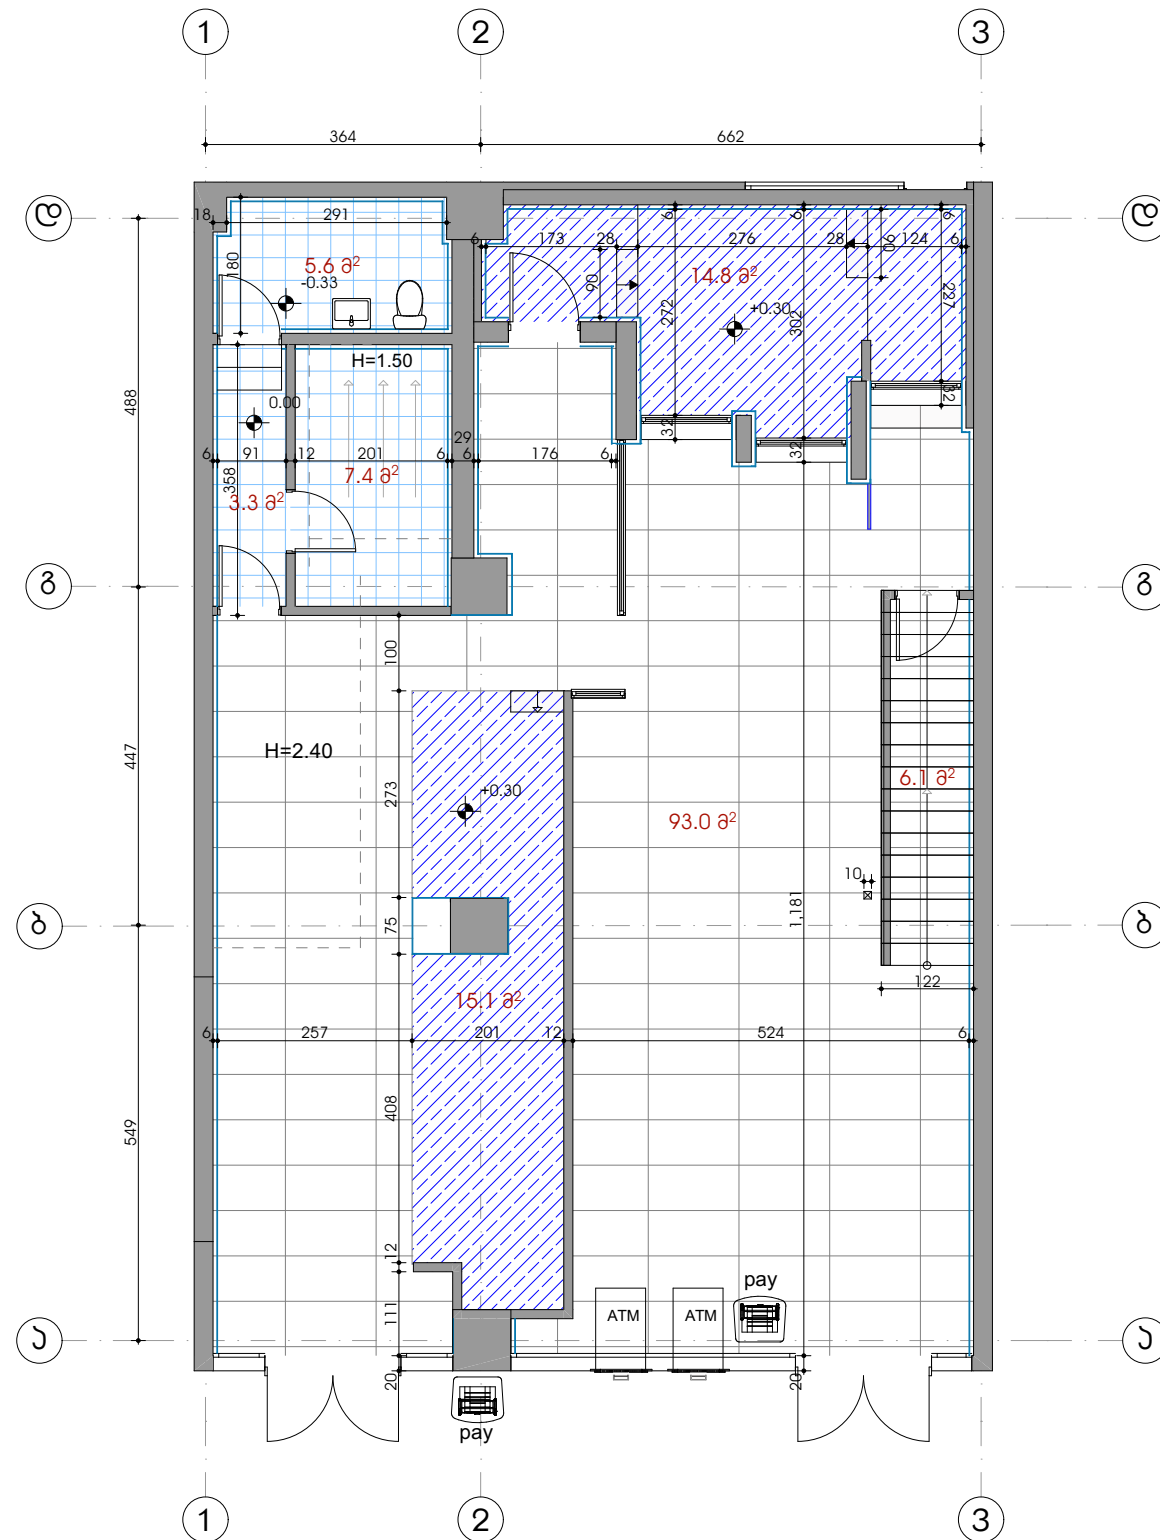 1 2 3
364 662
დ დ
18 291 6 6 6
6 173 28 276 28 124 6
180 5.6 მ² 14.8 მ² 90 90
-0.33 +0.30 272 302 227
H=1.50
488 0.00 32 32 32
29
6 91 12 201 6 6 176 6
358 7.4 მ²
3.3 მ²
გ გ
100
H=2.40
447 273 +0.30 6.1 მ²
93.0 მ²
10
75 1,181
ბ ბ
122
15.1 მ²
6 257 201 12 524 6
549 408
12
pay
111 ATM ATM
ა ა
20 20
pay
1 2 3